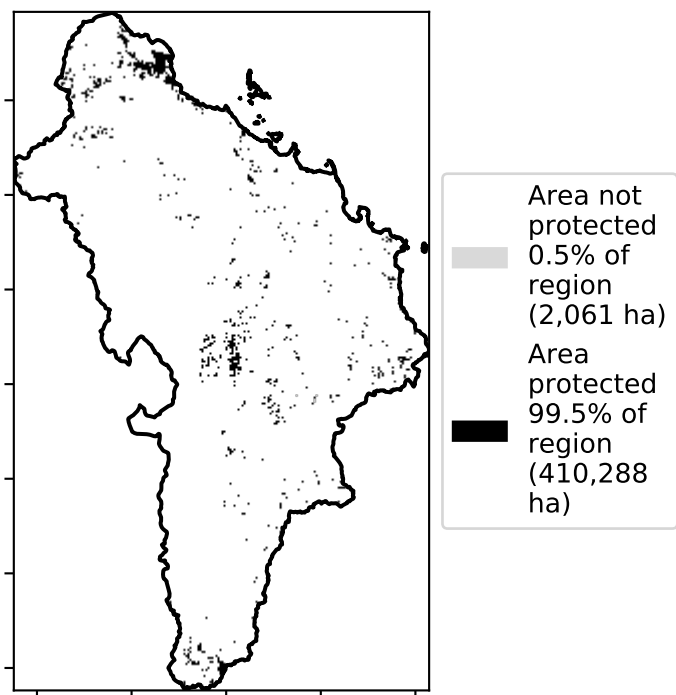 Area not
protected
0.5% of
region
(2,061 ha)
Area
protected
99.5% of
region
(410,288
ha)